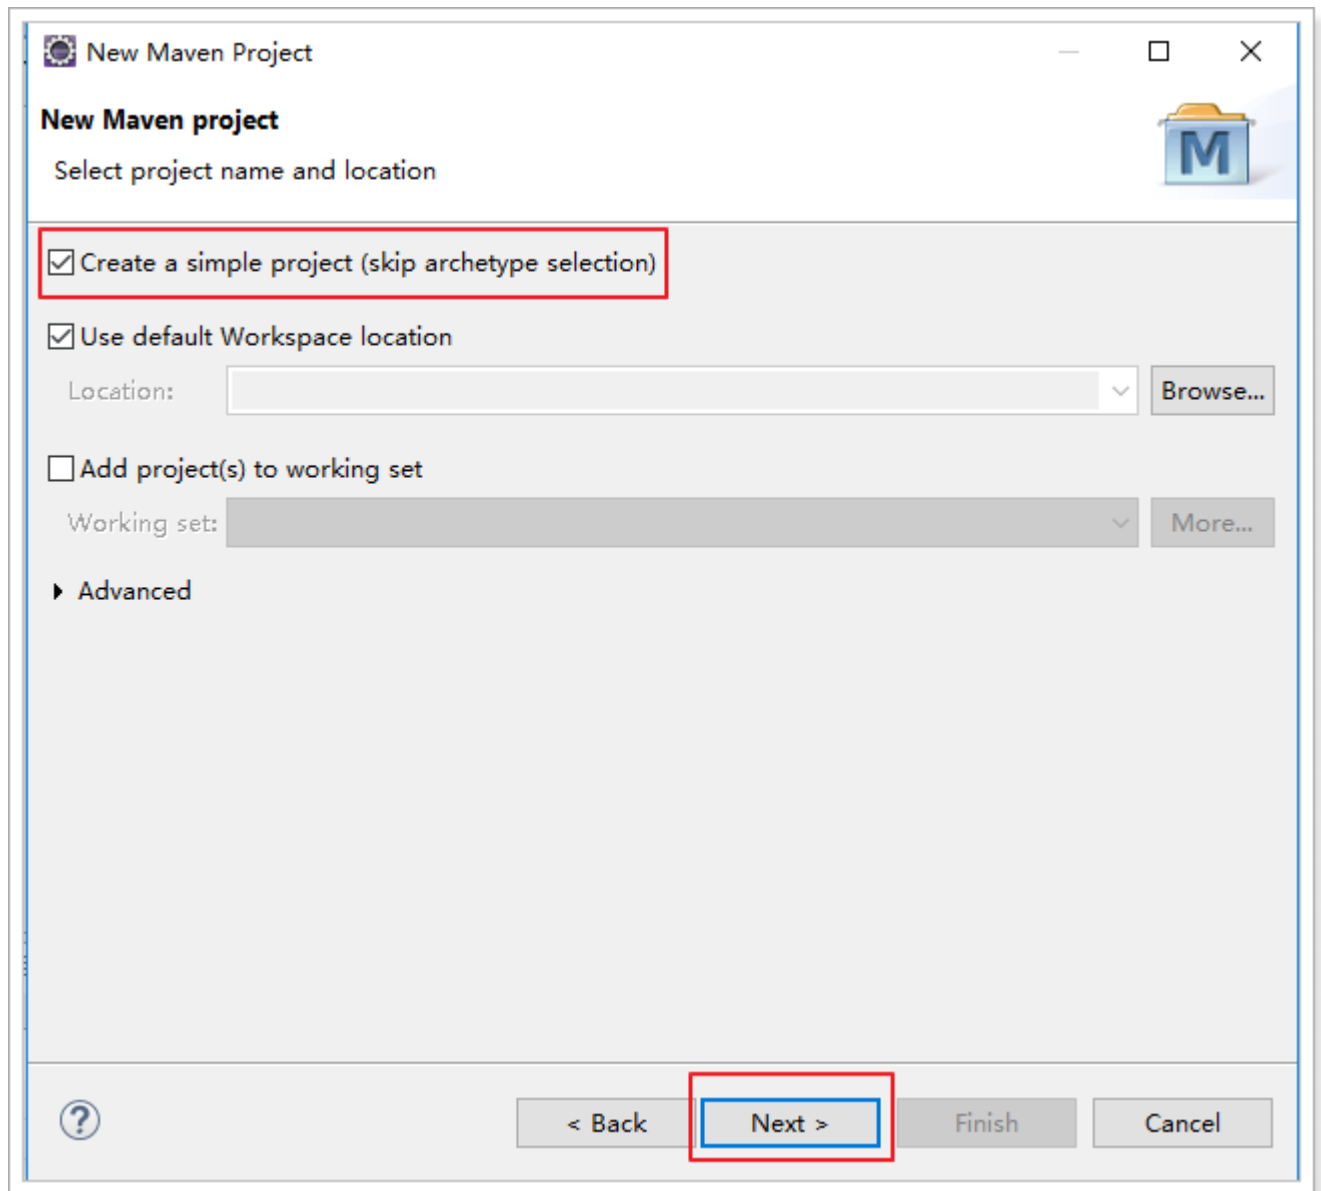 New Maven Project
New Maven project
M
Select project name and location
Create a simple project (skip archetype selection)
Use default Workspace location
Location:
Browse...
Add project(s) to working set
Working set:
More...
Advanced
?
< Back
Next >
Finish
Cancel